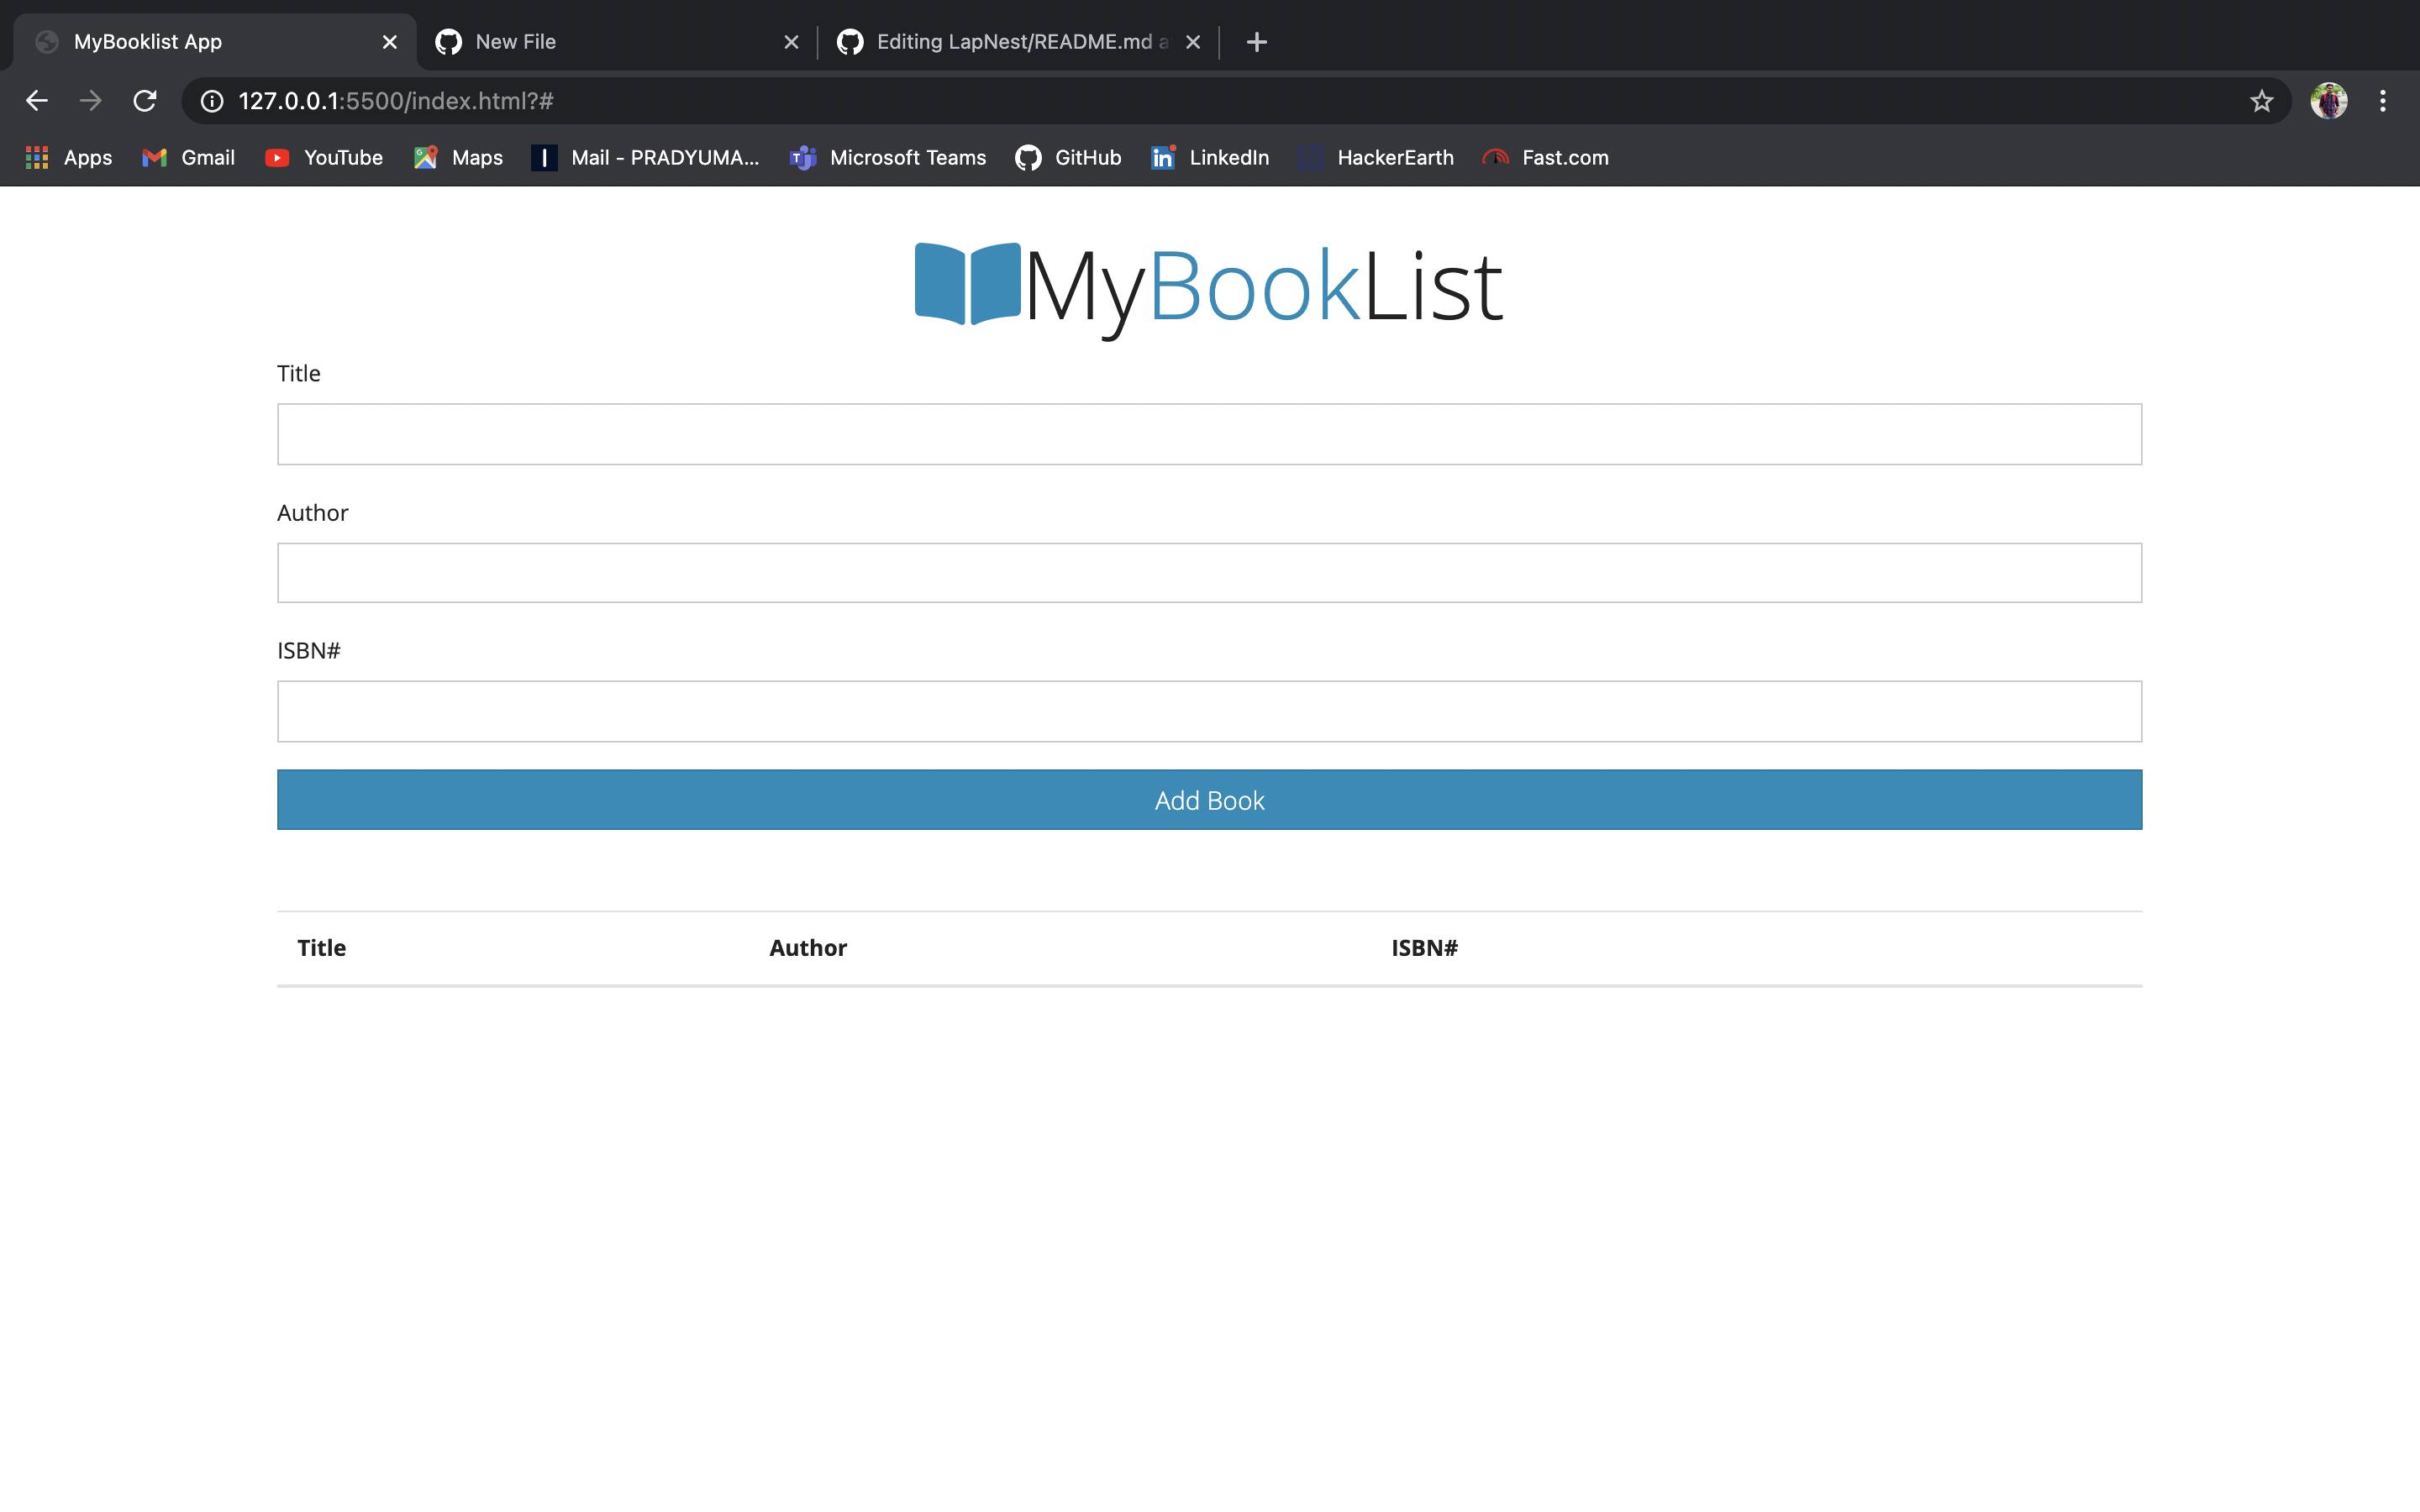 MyBooklist App New File Editing LapNest/README.md a
127.0.0.1:5500/index.html?#
Apps Gmail YouTube Maps Mail - PRADYUMA... Microsoft Teams GitHub LinkedIn HackerEarth Fast.com
MyBookList
Title
Author
ISBN#
Add Book
Title Author ISBN#